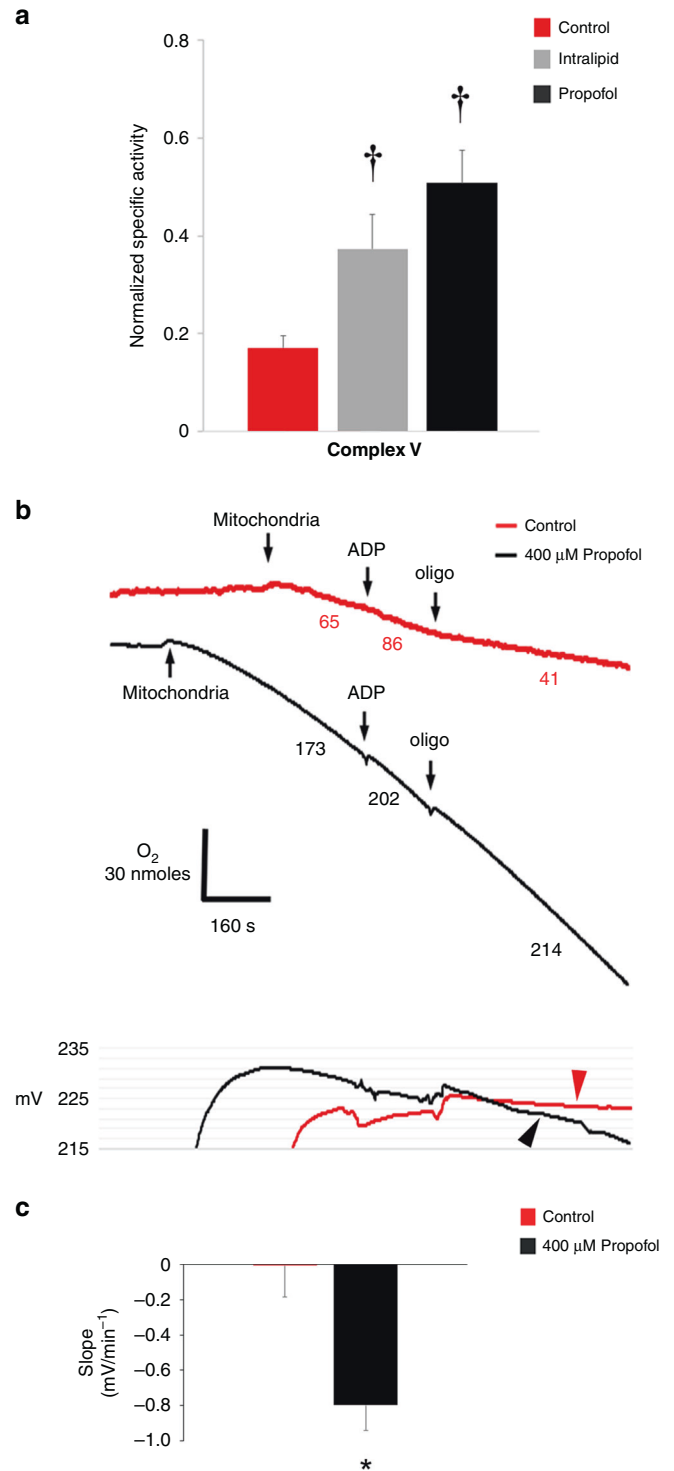 a
Control
Intralipid
Propofol
0.8
0.6
0.4
0.2
0
Normalized specific activity
†
†
Complex V
b
Control
400 μM Propofol
Mitochondria
ADP
oligo
65
86
41
Mitochondria
ADP
oligo
173
202
214
O₂
30 nmoles
160 s
235
mV 225
215
c
Control
400 μM Propofol
0
–0.2
–0.4
–0.6
–0.8
–1.0
Slope
(mV/min⁻¹)
*